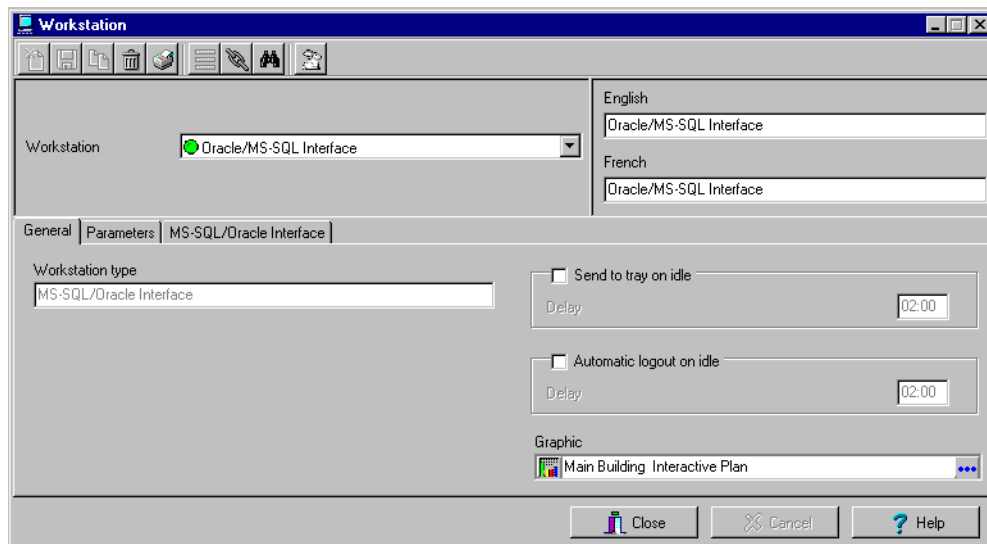 Workstation
English
Oracle/MS-SQL Interface
Workstation
Oracle/MS-SQL Interface
French
Oracle/MS-SQL Interface
General Parameters MS-SQL/Oracle Interface
Workstation type
MS-SQL/Oracle Interface
Send to tray on idle
Delay 02:00
Automatic logout on idle
Delay 02:00
Graphic
Main Building Interactive Plan
Close Cancel Help